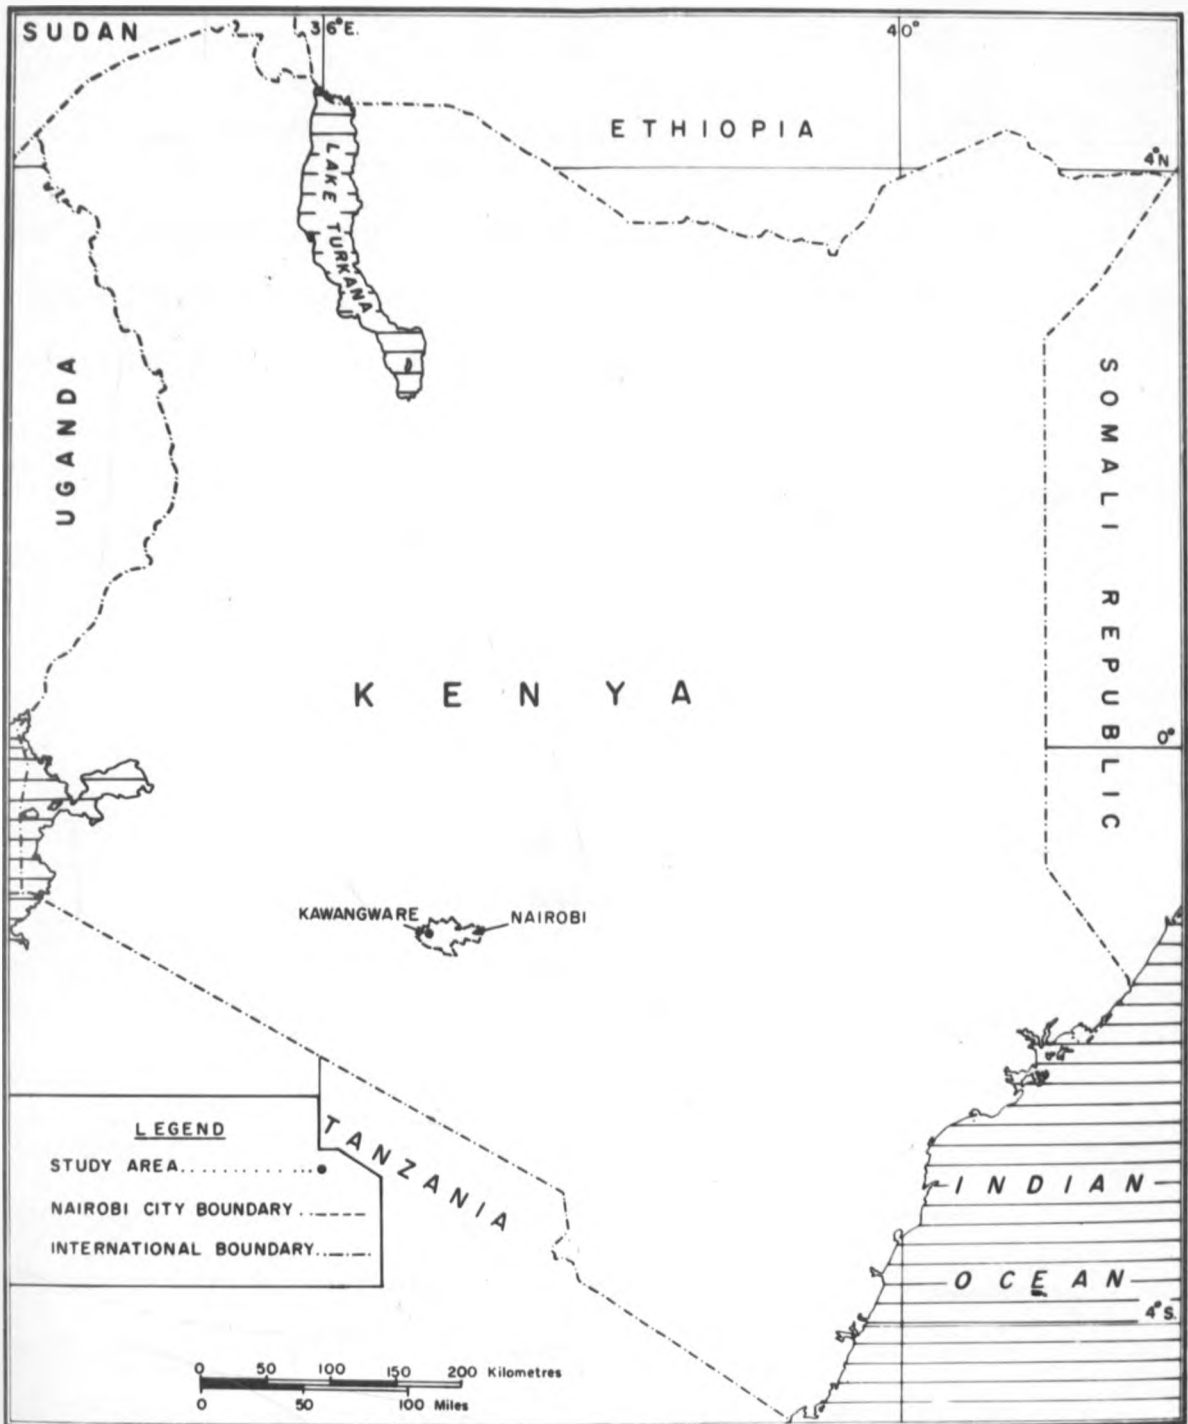 SUDAN
36°E.
40°
ETHIOPIA
4°N
LAKE TURKANA
UGANDA
SOMALI REPUBLIC
KENYA
0°
KAWANGWARE
NAIROBI
TANZANIA
LEGEND
STUDY AREA............
NAIROBI CITY BOUNDARY..
INTERNATIONAL BOUNDARY..
INDIAN
OCEAN
4°S.
0 50 100 150 200 Kilometres
0 50 100 Miles